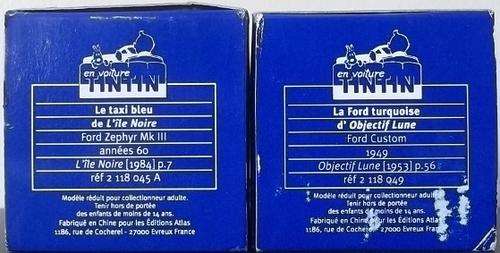 en voiture
TINTIN
Le taxi bleu
de L'île Noire
Ford Zephyr Mk III
années 60
L'île Noire [1984] p.7
réf 2 118 045 A
Modèle réduit pour collectionneur adulte.
Tenir hors de portée
des enfants de moins de 14 ans.
Fabriqué en Chine pour les Éditions Atlas
1186, rue de Cocherel - 27000 Evreux France
en voiture
TINTIN
La Ford turquoise
d'Objectif Lune
Ford Custom
1949
Objectif Lune [1953] p.56
réf 2 118 049
Modèle réduit pour collectionneur adulte.
Tenir hors de portée
des enfants de moins de 14 ans.
Fabriqué en Chine pour les Éditions Atlas
1186, rue de Cocherel - 27000 Evreux France